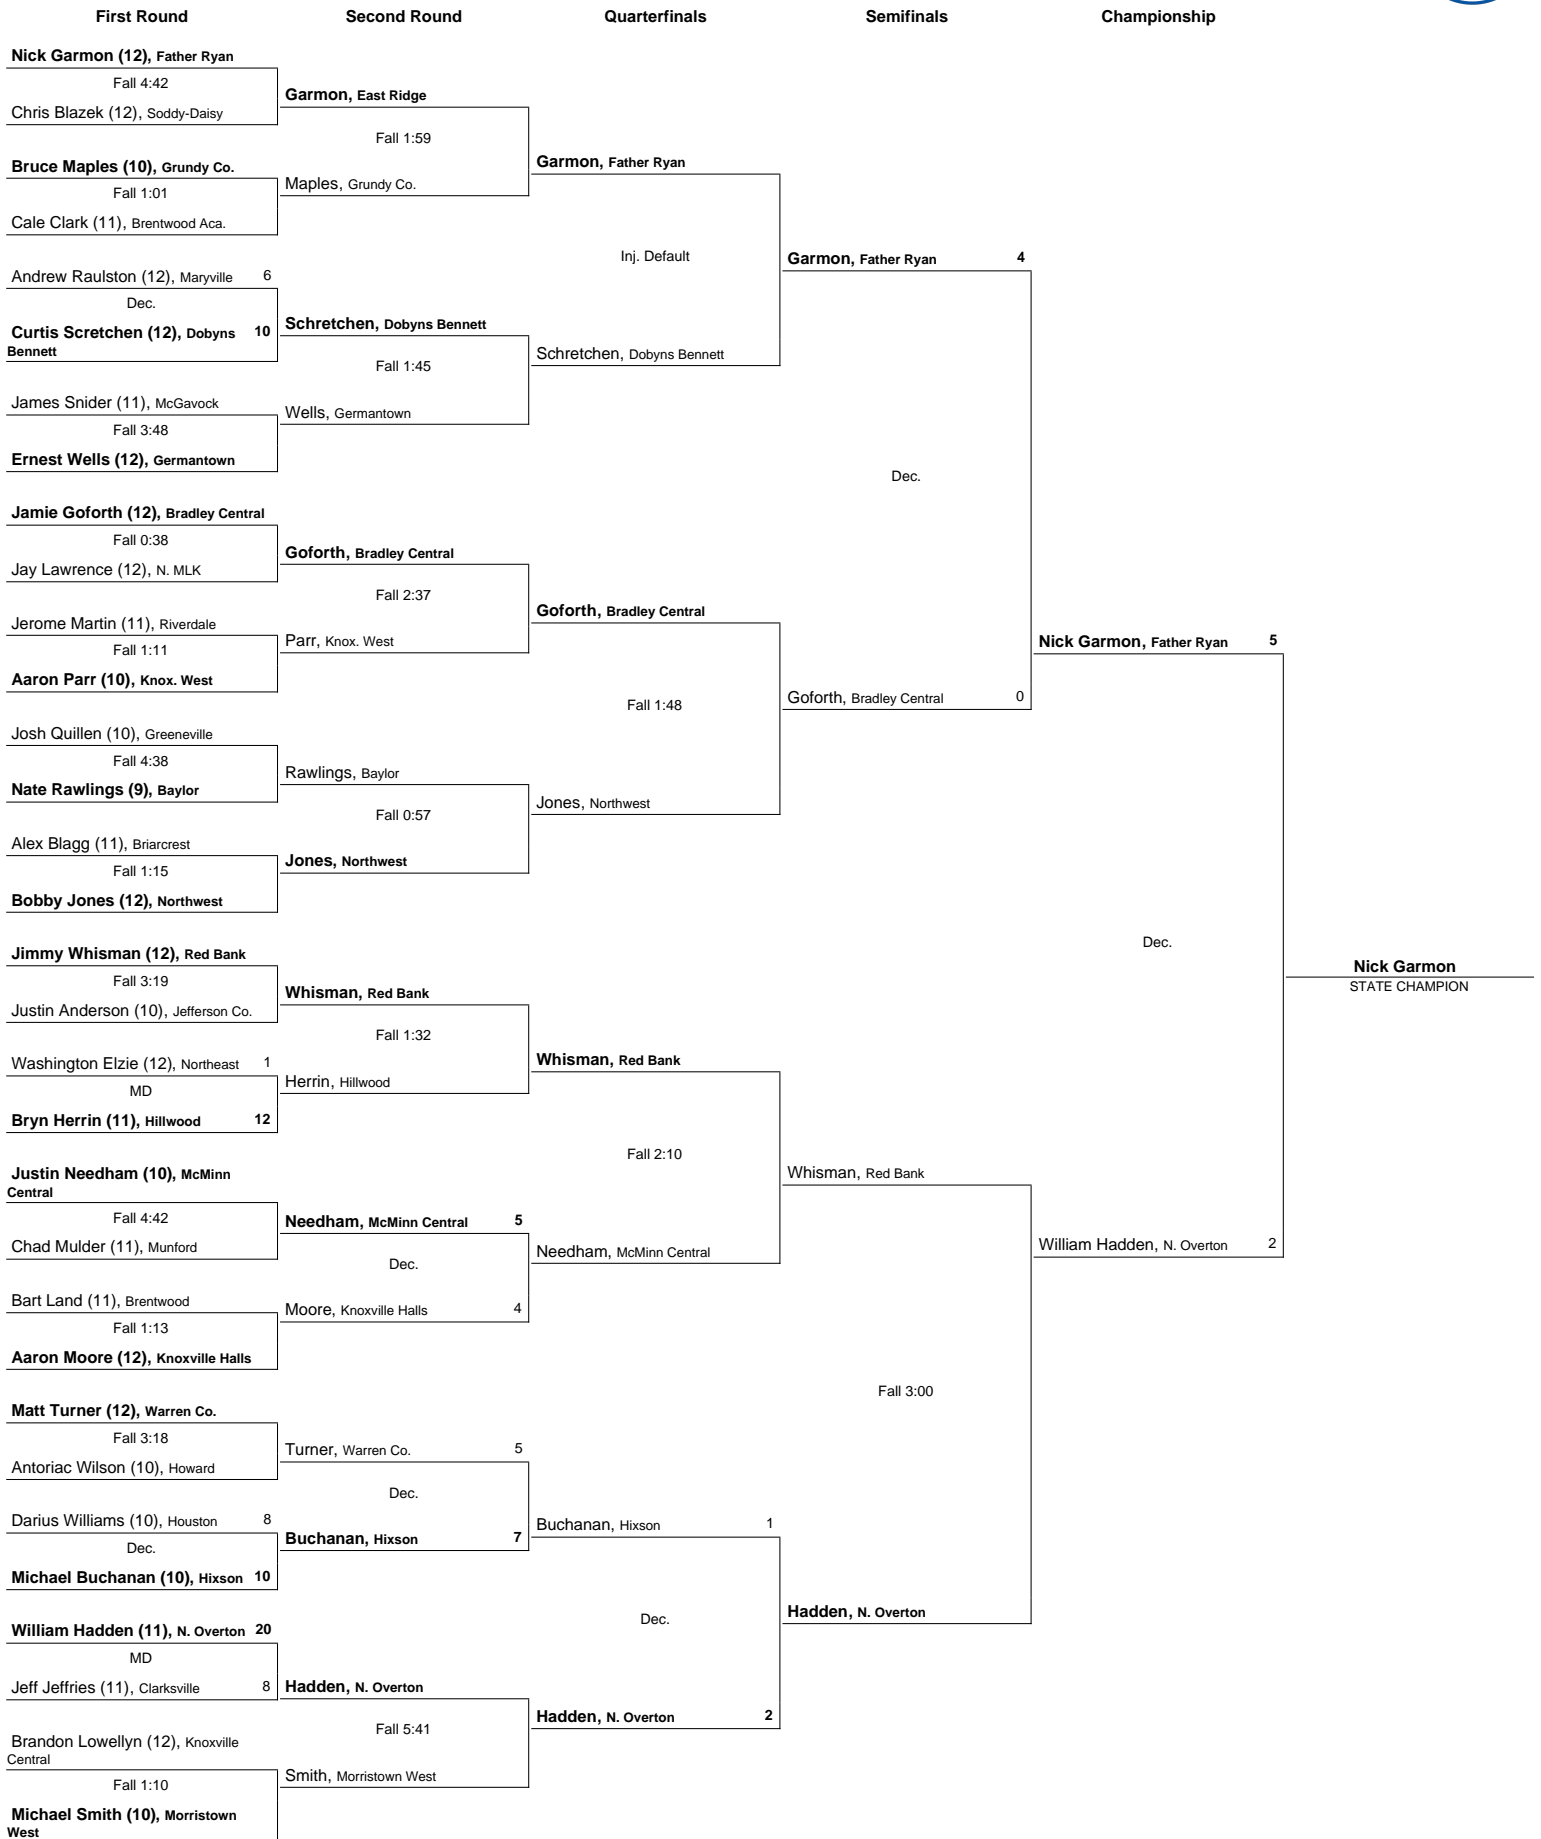 First Round
Second Round
Quarterfinals
Semifinals
Championship
Nick Garmon (12), Father Ryan
Fall 4:42
Chris Blazek (12), Soddy-Daisy
Bruce Maples (10), Grundy Co.
Fall 1:01
Cale Clark (11), Brentwood Aca.
Andrew Raulston (12), Maryville 6
Dec.
Curtis Scretchen (12), Dobyns 10
Bennett
James Snider (11), McGavock
Fall 3:48
Ernest Wells (12), Germantown
Jamie Goforth (12), Bradley Central
Fall 0:38
Jay Lawrence (12), N. MLK
Jerome Martin (11), Riverdale
Fall 1:11
Aaron Parr (10), Knox. West
Josh Quillen (10), Greeneville
Fall 4:38
Nate Rawlings (9), Baylor
Alex Blagg (11), Briarcrest
Fall 1:15
Bobby Jones (12), Northwest
Jimmy Whisman (12), Red Bank
Fall 3:19
Justin Anderson (10), Jefferson Co.
Washington Elzie (12), Northeast 1
MD
Bryn Herrin (11), Hillwood 12
Justin Needham (10), McMinn
Central
Fall 4:42
Chad Mulder (11), Munford
Bart Land (11), Brentwood
Fall 1:13
Aaron Moore (12), Knoxville Halls
Matt Turner (12), Warren Co.
Fall 3:18
Antoriac Wilson (10), Howard
Darius Williams (10), Houston 8
Dec.
Michael Buchanan (10), Hixson 10
William Hadden (11), N. Overton 20
MD
Jeff Jeffries (11), Clarksville 8
Brandon Lowellyn (12), Knoxville
Central
Fall 1:10
Michael Smith (10), Morristown
West
Garmon, East Ridge
Fall 1:59
Maples, Grundy Co.
Schretchen, Dobyns Bennett
Fall 1:45
Wells, Germantown
Goforth, Bradley Central
Fall 2:37
Parr, Knox. West
Rawlings, Baylor
Fall 0:57
Jones, Northwest
Whisman, Red Bank
Fall 1:32
Herrin, Hillwood
Needham, McMinn Central 5
Dec.
Moore, Knoxville Halls 4
Turner, Warren Co. 5
Dec.
Buchanan, Hixson 7
Hadden, N. Overton
Fall 5:41
Smith, Morristown West
Garmon, Father Ryan
Inj. Default
Schretchen, Dobyns Bennett
Goforth, Bradley Central
Fall 1:48
Jones, Northwest
Whisman, Red Bank
Fall 2:10
Needham, McMinn Central
Buchanan, Hixson 1
Dec.
Hadden, N. Overton 2
Garmon, Father Ryan 4
Dec.
Goforth, Bradley Central 0
Whisman, Red Bank
Fall 3:00
Hadden, N. Overton
Nick Garmon, Father Ryan 5
Dec.
William Hadden, N. Overton 2
Nick Garmon
STATE CHAMPION